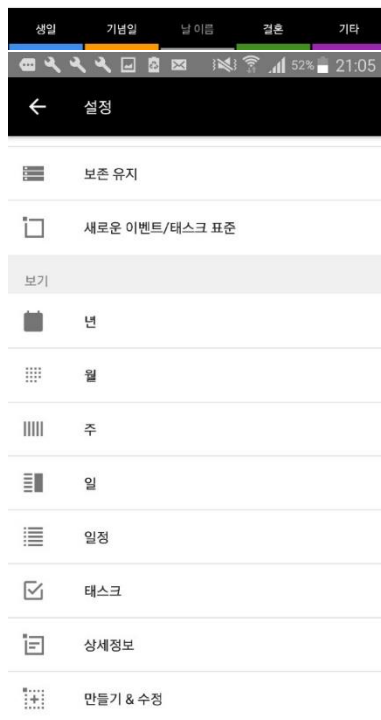 생일 기념일 날 이름 결혼 기타
52% 21:05
설정
보존 유지
새로운 이벤트/태스크 표준
보기
년
월
주
일
일정
태스크
상세정보
만들기 & 수정